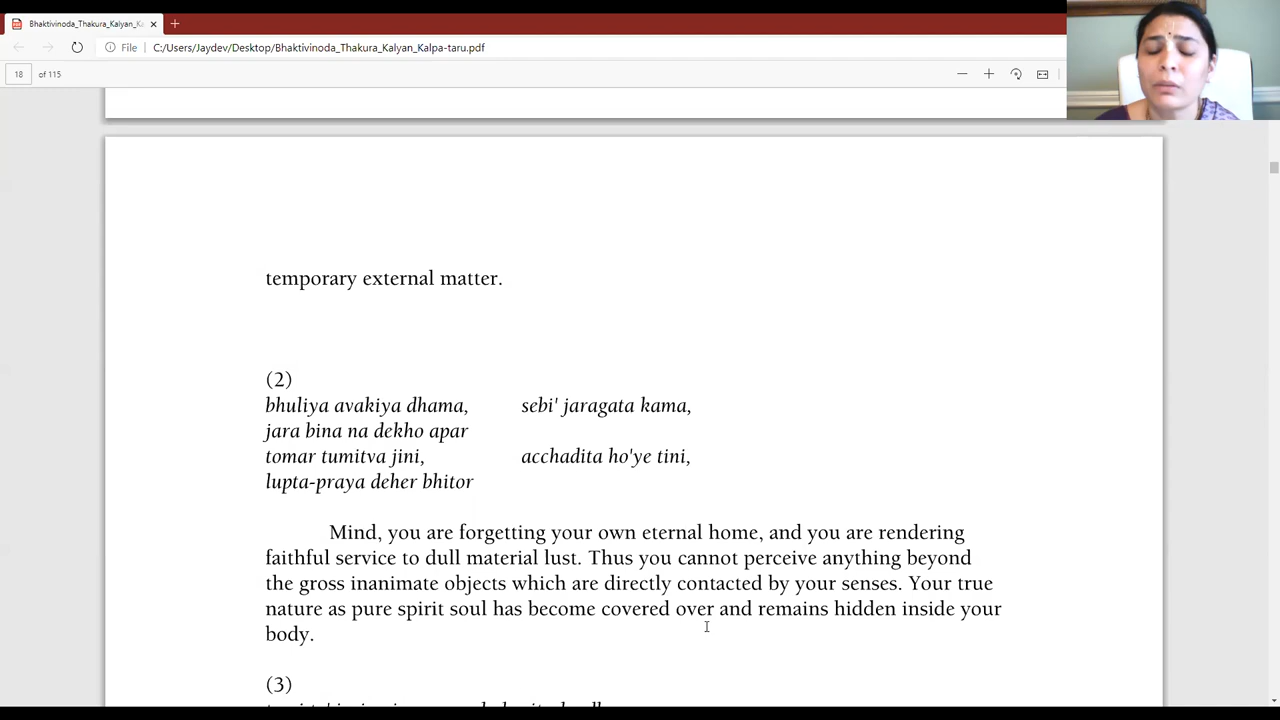 Bhaktivinoda_Thakura_Kalyan_K
File C:/Users/Jaydev/Desktop/Bhaktivinoda_Thakura_Kalyan_Kalpa-taru.pdf
18 of 115
temporary external matter.
(2)
bhuliya avakiya dhama, sebi' jaragata kama,
jara bina na dekho apar
tomar tumitva jini, acchadita ho'ye tini,
lupta-praya deher bhitor
Mind, you are forgetting your own eternal home, and you are rendering
faithful service to dull material lust. Thus you cannot perceive anything beyond
the gross inanimate objects which are directly contacted by your senses. Your true
nature as pure spirit soul has become covered over and remains hidden inside your
body.
(3)